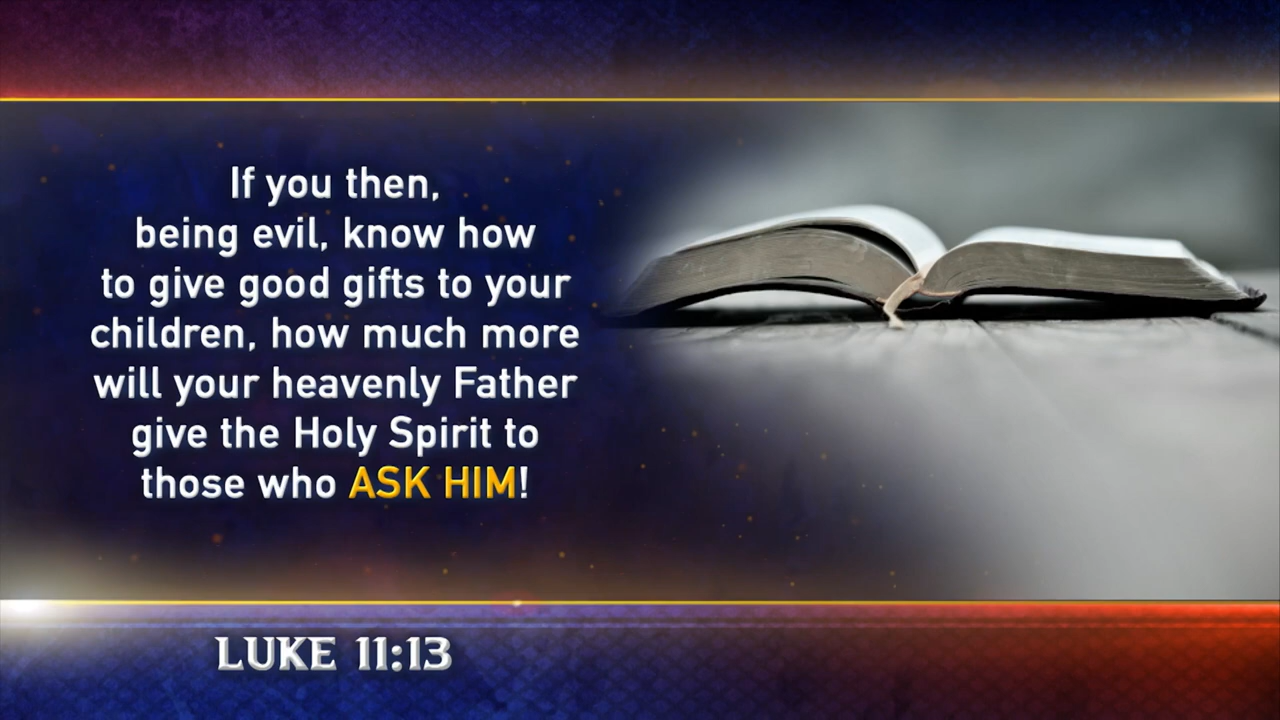 If you then,
being evil, know how
to give good gifts to your
children, how much more
will your heavenly Father
give the Holy Spirit to
those who ASK HIM!
LUKE 11:13